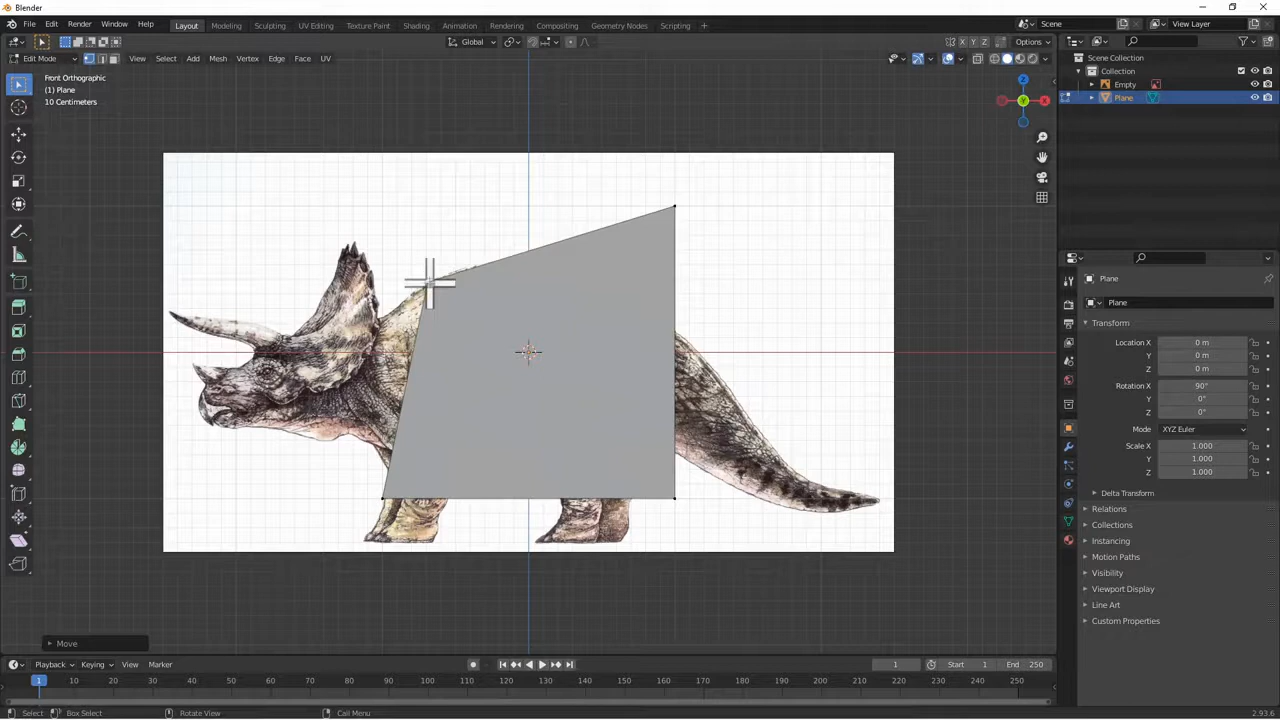 Blender
File Edit Render Window Help Layout Modeling Sculpting UV Editing Texture Paint Shading Animation Rendering Compositing Geometry Nodes Scripting + Scene View Layer
Global X Y Z Options
Edit Mode View Select Add Mesh Vertex Edge Face UV
Front Orthographic
(1) Plane
10 Centimeters
Z
X
Y
Scene Collection
Collection
Empty
Plane
Plane
Plane
Transform
Location X 0 m
Y 0 m
Z 0 m
Rotation X 90°
Y 0°
Z 0°
Mode XYZ Euler
Scale X 1.000
Y 1.000
Z 1.000
Delta Transform
Relations
Collections
Instancing
Motion Paths
Visibility
Viewport Display
Line Art
Custom Properties
Move
Playback Keying View Marker 1 Start 1 End 250
1 10 20 30 40 50 60 70 80 90 100 110 120 130 140 150 160 170 180 190 200 210 220 230 240 250
Select Box Select Rotate View Call Menu 2.93.6